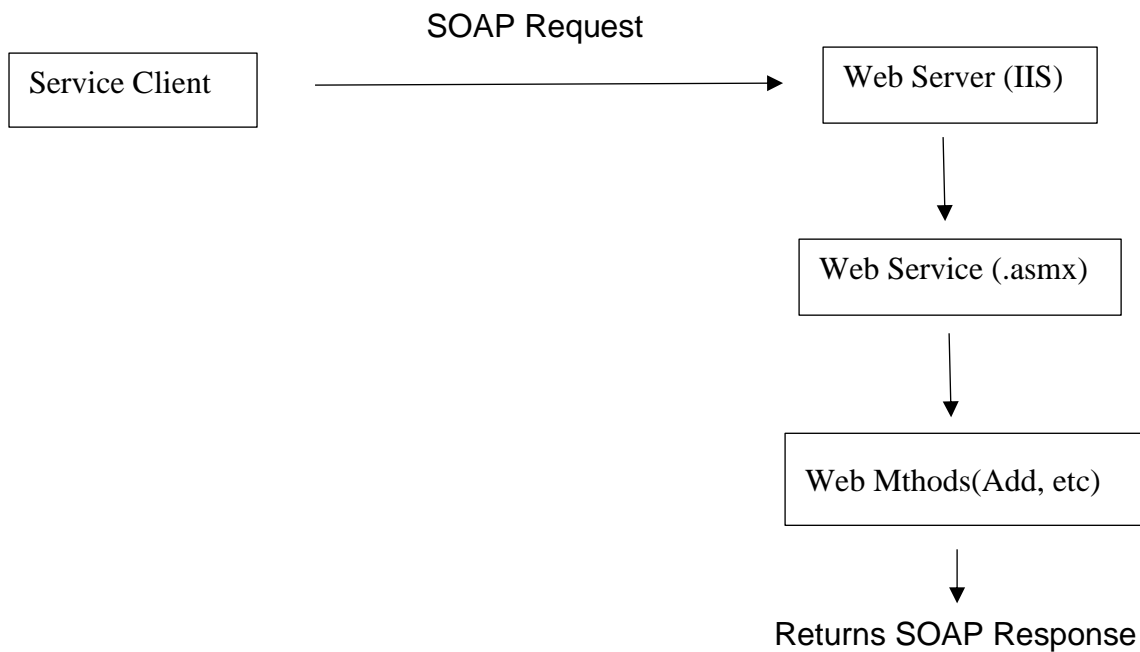 SOAP Request
Service Client
Web Server (IIS)
Web Service (.asmx)
Web Mthods(Add, etc)
Returns SOAP Response